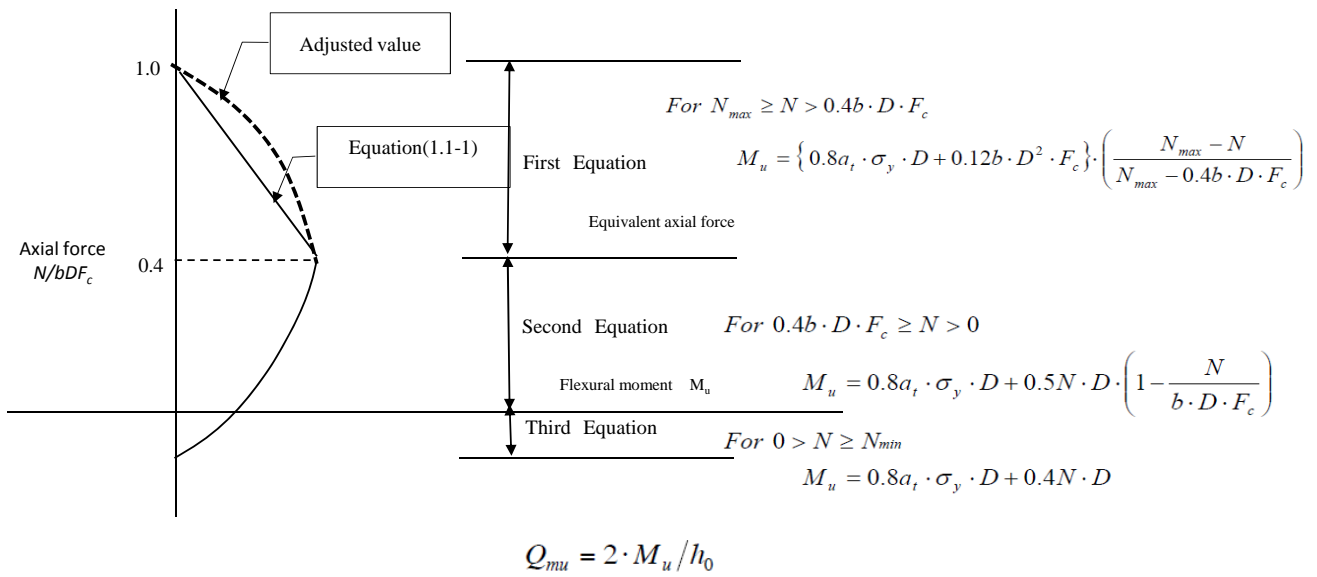 Adjusted value
1.0
For N_max ≥ N > 0.4b·D·F_c
Equation(1.1-1)
First Equation
M_u = {0.8a_t·σ_y·D + 0.12b·D²·F_c}·((N_max − N)/(N_max − 0.4b·D·F_c))
Equivalent axial force
Axial force
N/bDF_c
0.4
Second Equation
For 0.4b·D·F_c ≥ N > 0
Flexural moment M_u
M_u = 0.8a_t·σ_y·D + 0.5N·D·(1 − N/(b·D·F_c))
Third Equation
For 0 > N ≥ N_min
M_u = 0.8a_t·σ_y·D + 0.4N·D
Q_mu = 2·M_u/h_0